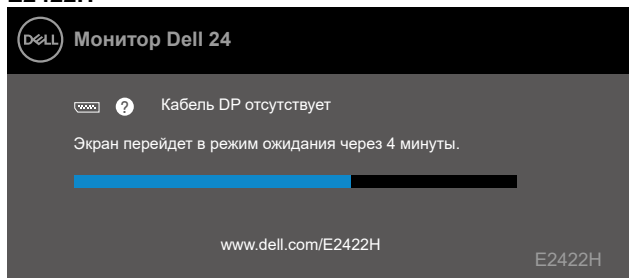 DELL
Монитор Dell 24
? Кабель DP отсутствует
Экран перейдет в режим ожидания через 4 минуты.
www.dell.com/E2422H
E2422H